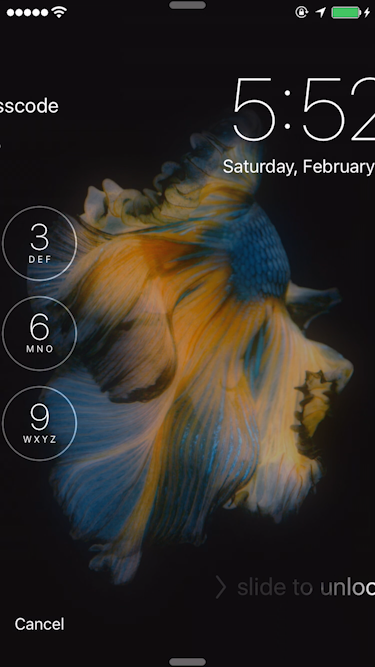 sscode
5:52
Saturday, February
3
DEF
6
MNO
9
WXYZ
slide to unloc
Cancel